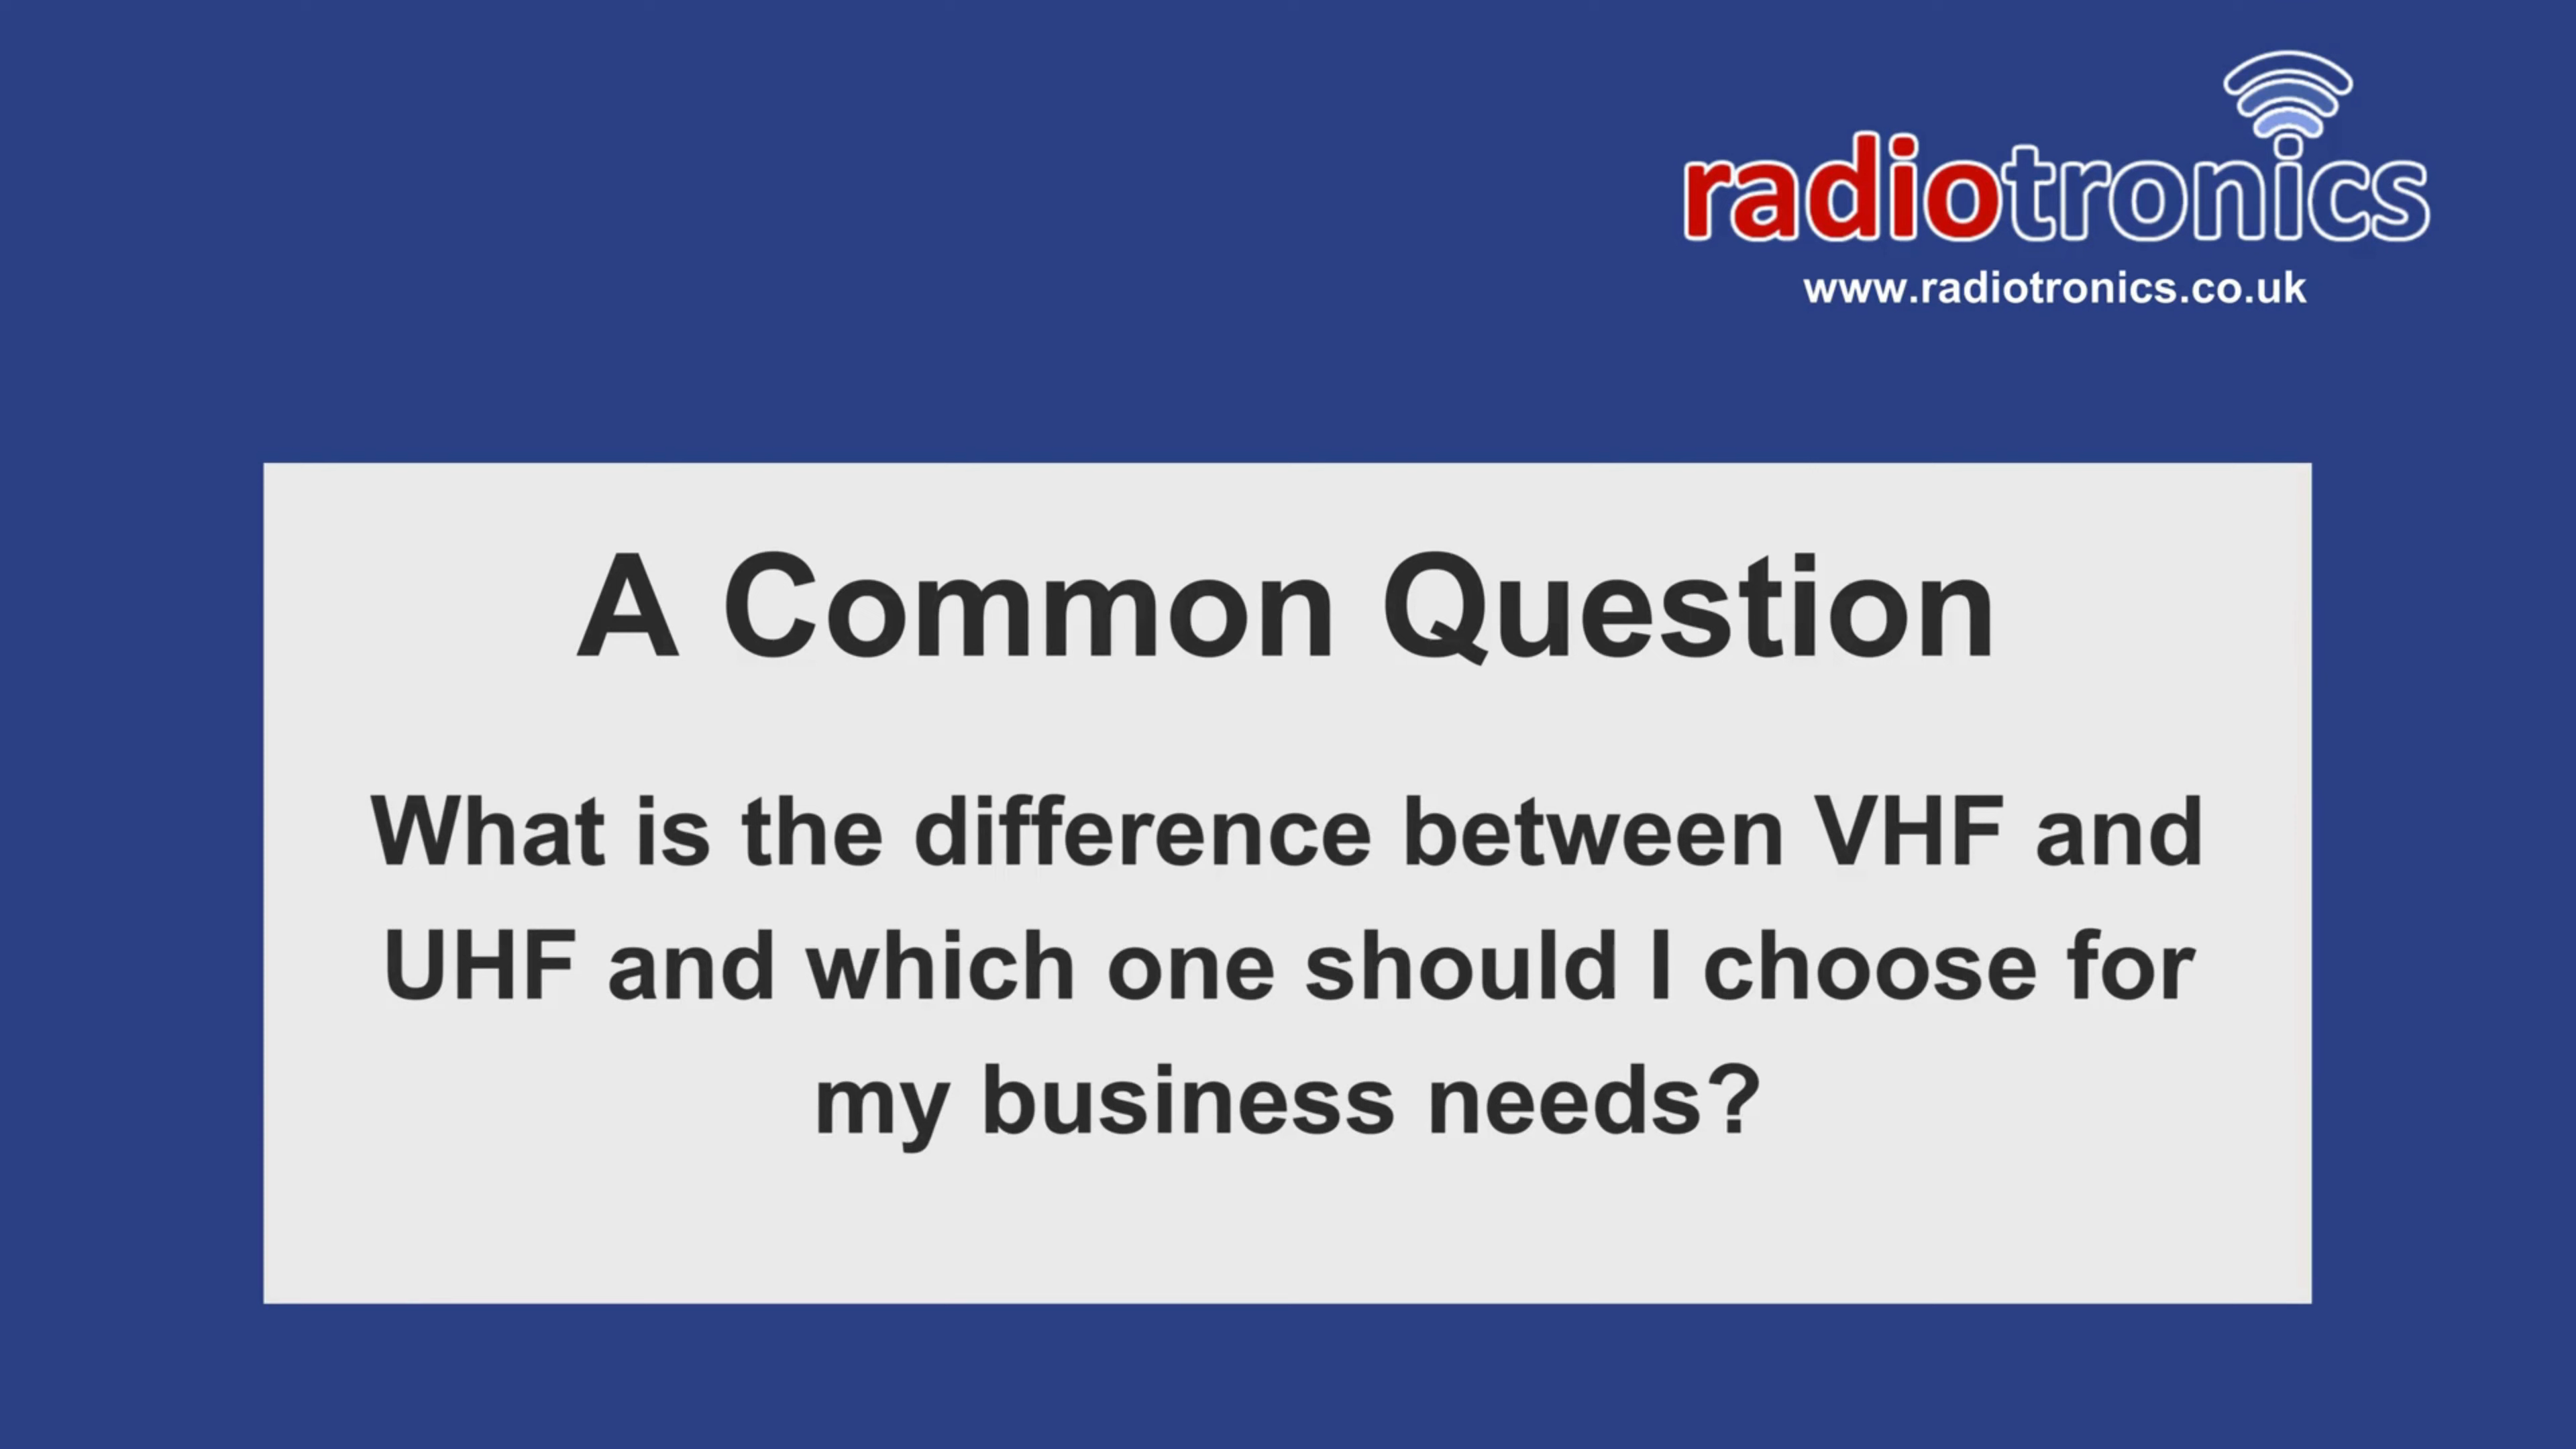 radiotronics
www.radiotronics.co.uk
A Common Question
What is the difference between VHF and
UHF and which one should I choose for
my business needs?